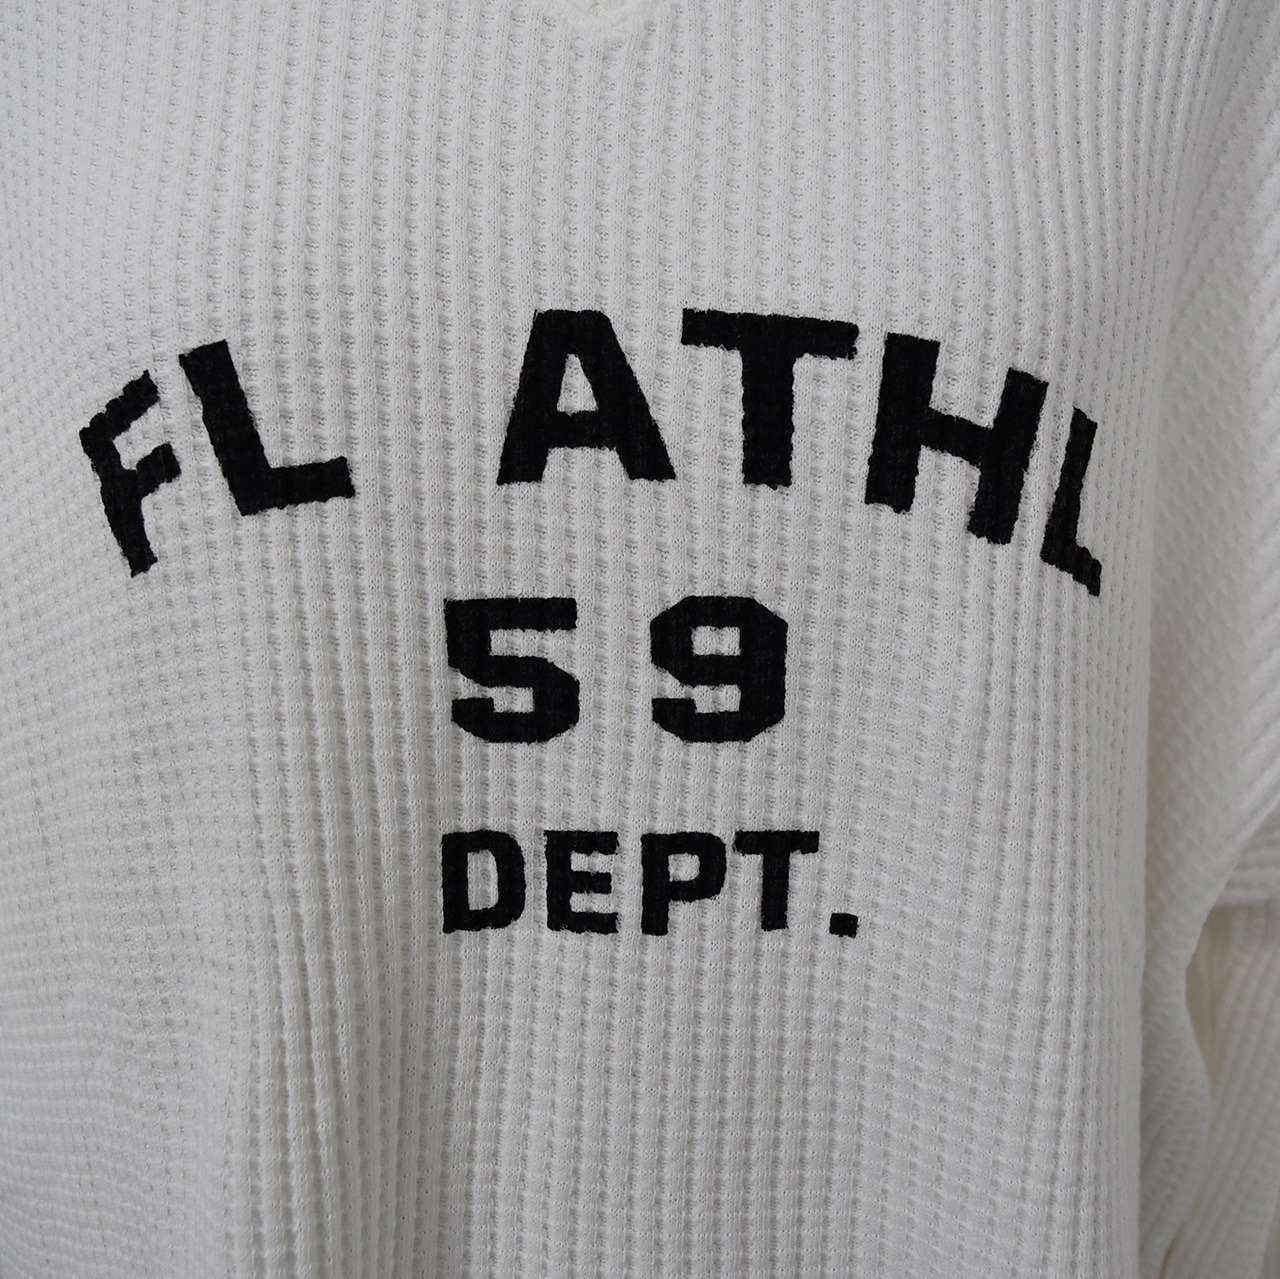 FL ATHL
59
DEPT.